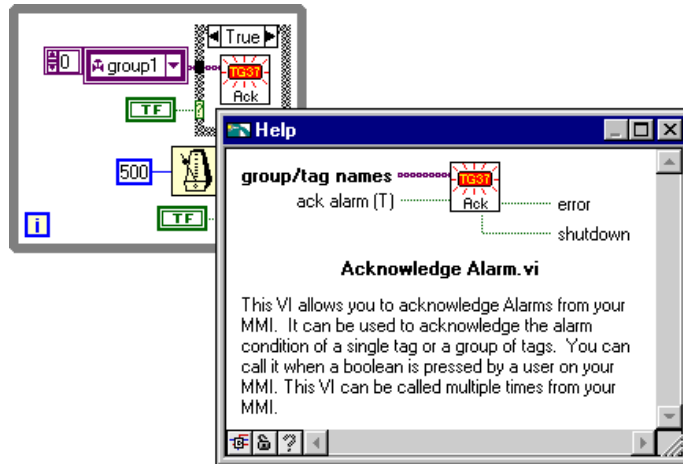 True
0 group1
TG37
Ack
TF
500
TF
i
Help
group/tag names
TG37
ack alarm (T)
Ack
error
shutdown
Acknowledge Alarm.vi
This VI allows you to acknowledge Alarms from your
MMI. It can be used to acknowledge the alarm
condition of a single tag or a group of tags. You can
call it when a boolean is pressed by a user on your
MMI. This VI can be called multiple times from your
MMI.
?